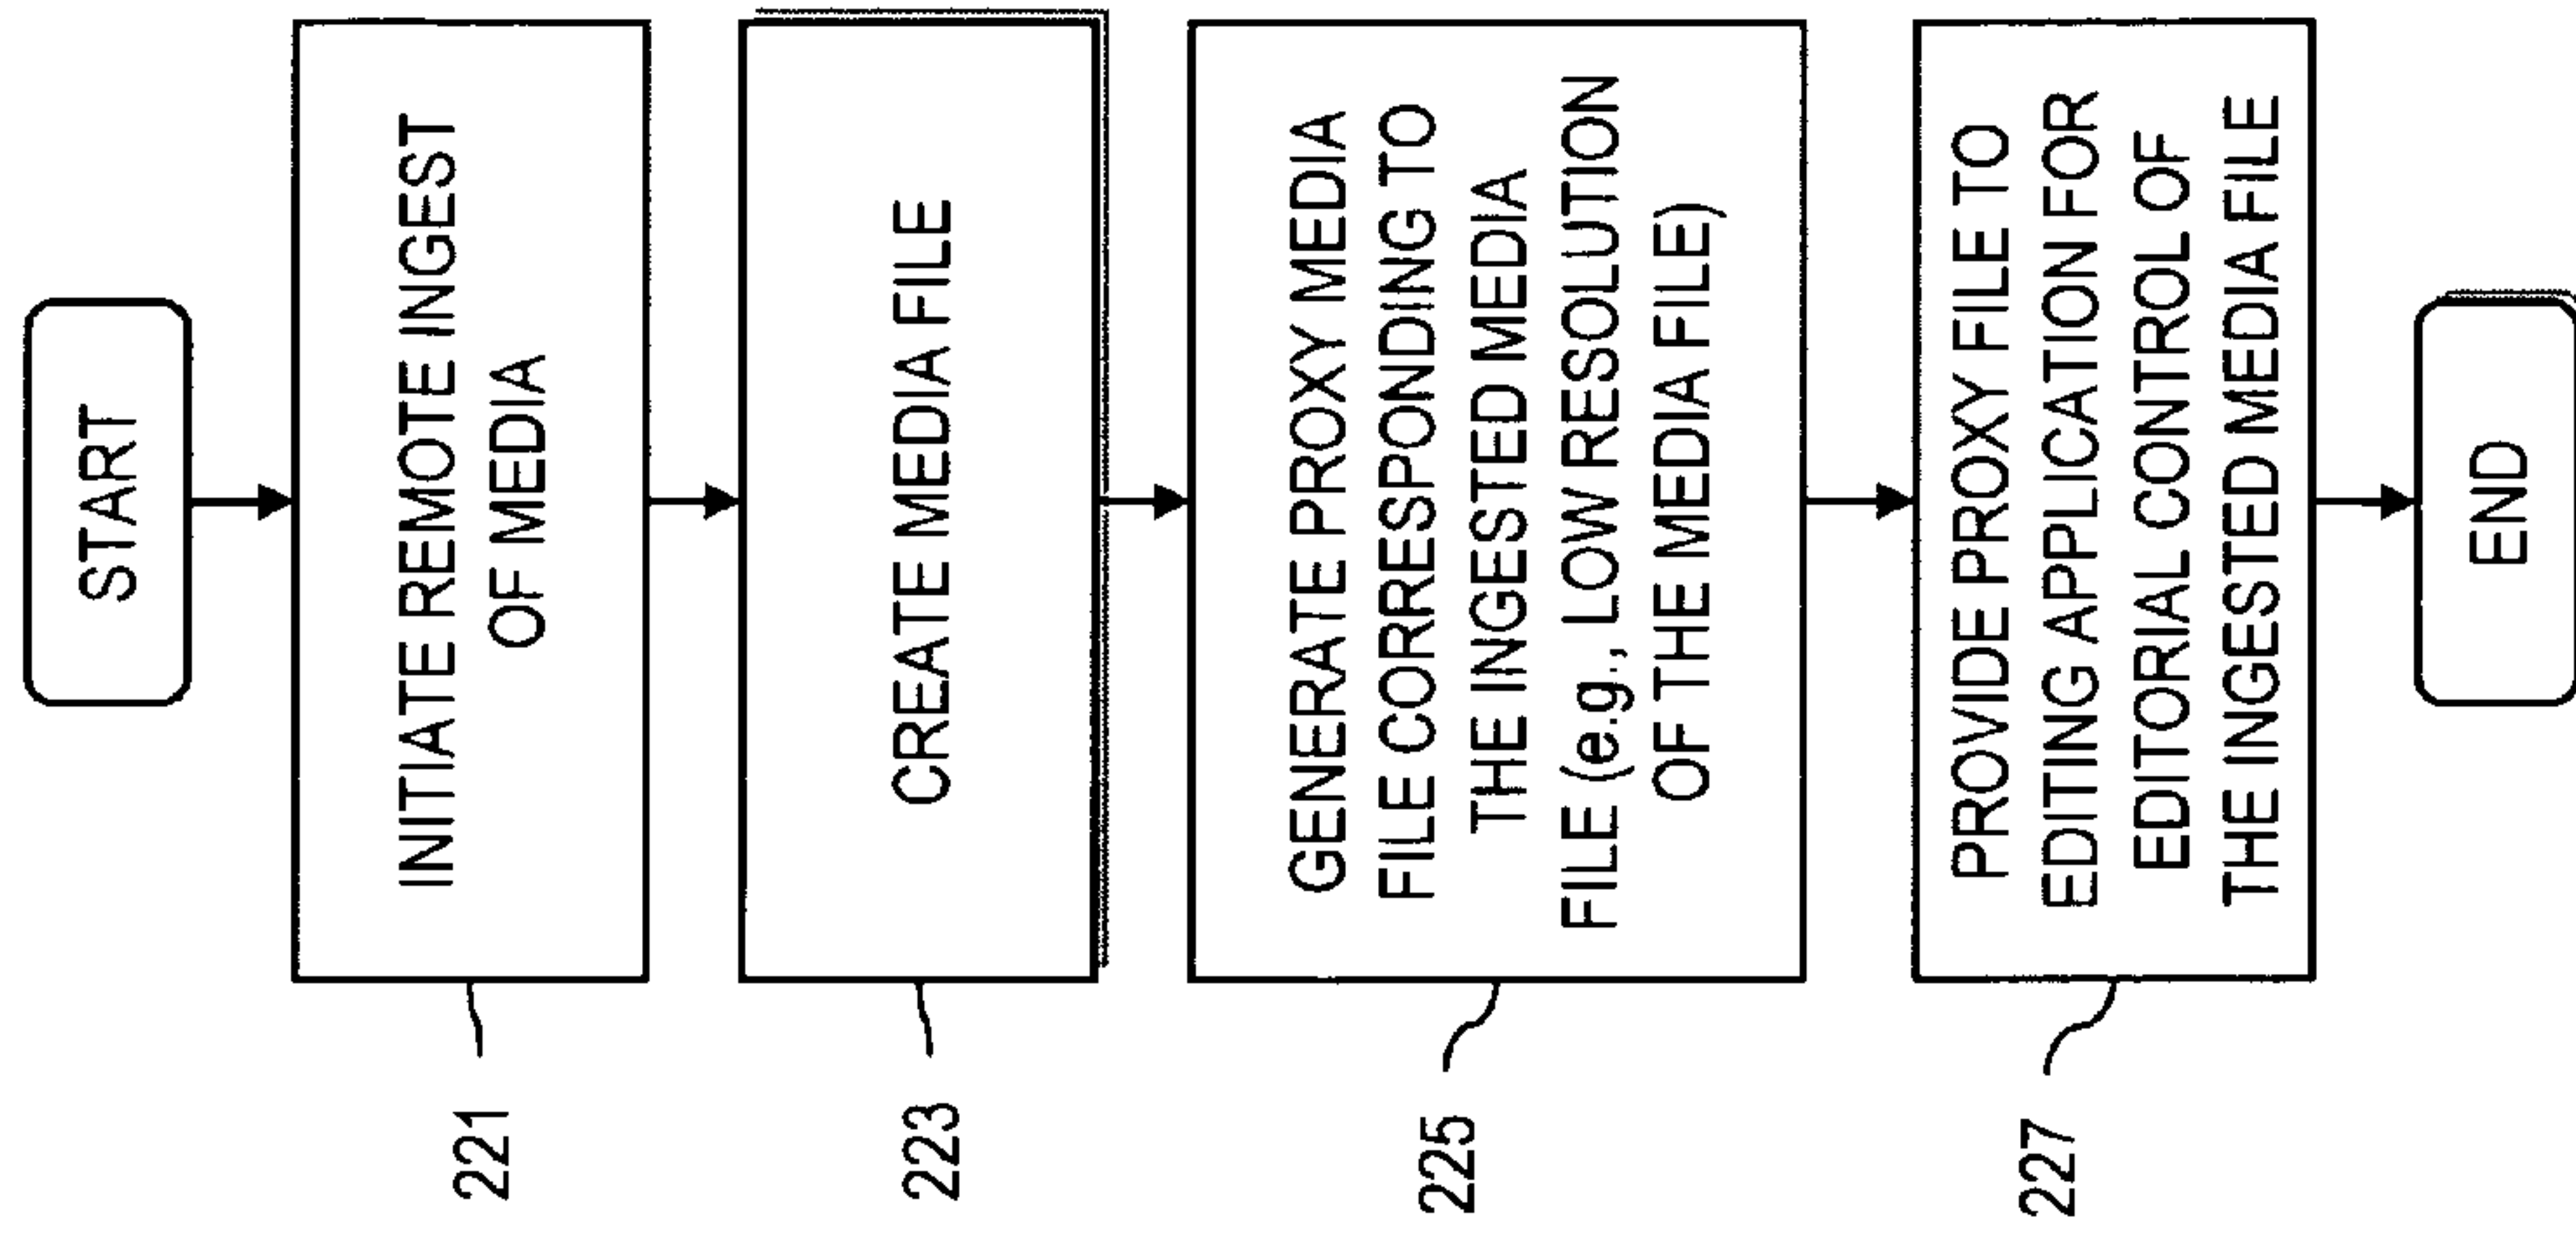 START
221
INITIATE REMOTE INGEST
OF MEDIA
223
CREATE MEDIA FILE
225
GENERATE PROXY MEDIA
FILE CORRESPONDING TO
THE INGESTED MEDIA
FILE (e.g., LOW RESOLUTION
OF THE MEDIA FILE)
227
PROVIDE PROXY FILE TO
EDITING APPLICATION FOR
EDITORIAL CONTROL OF
THE INGESTED MEDIA FILE
END